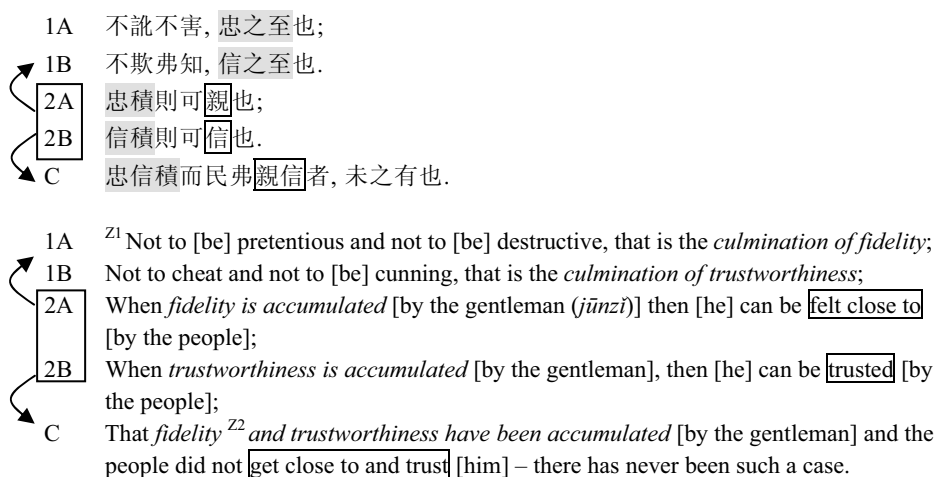 1A 不訿不害, 忠之至也;
1B 不欺弗知, 信之至也.
2A 忠積則可親也;
2B 信積則可信也.
C 忠信積而民弗親信者, 未之有也.
1A Z1 Not to [be] pretentious and not to [be] destructive, that is the culmination of fidelity;
1B Not to cheat and not to [be] cunning, that is the culmination of trustworthiness;
2A When fidelity is accumulated [by the gentleman (jūnzǐ)] then [he] can be felt close to
[by the people];
2B When trustworthiness is accumulated [by the gentleman], then [he] can be trusted [by
the people];
C That fidelity Z2 and trustworthiness have been accumulated [by the gentleman] and the
people did not get close to and trust [him] – there has never been such a case.